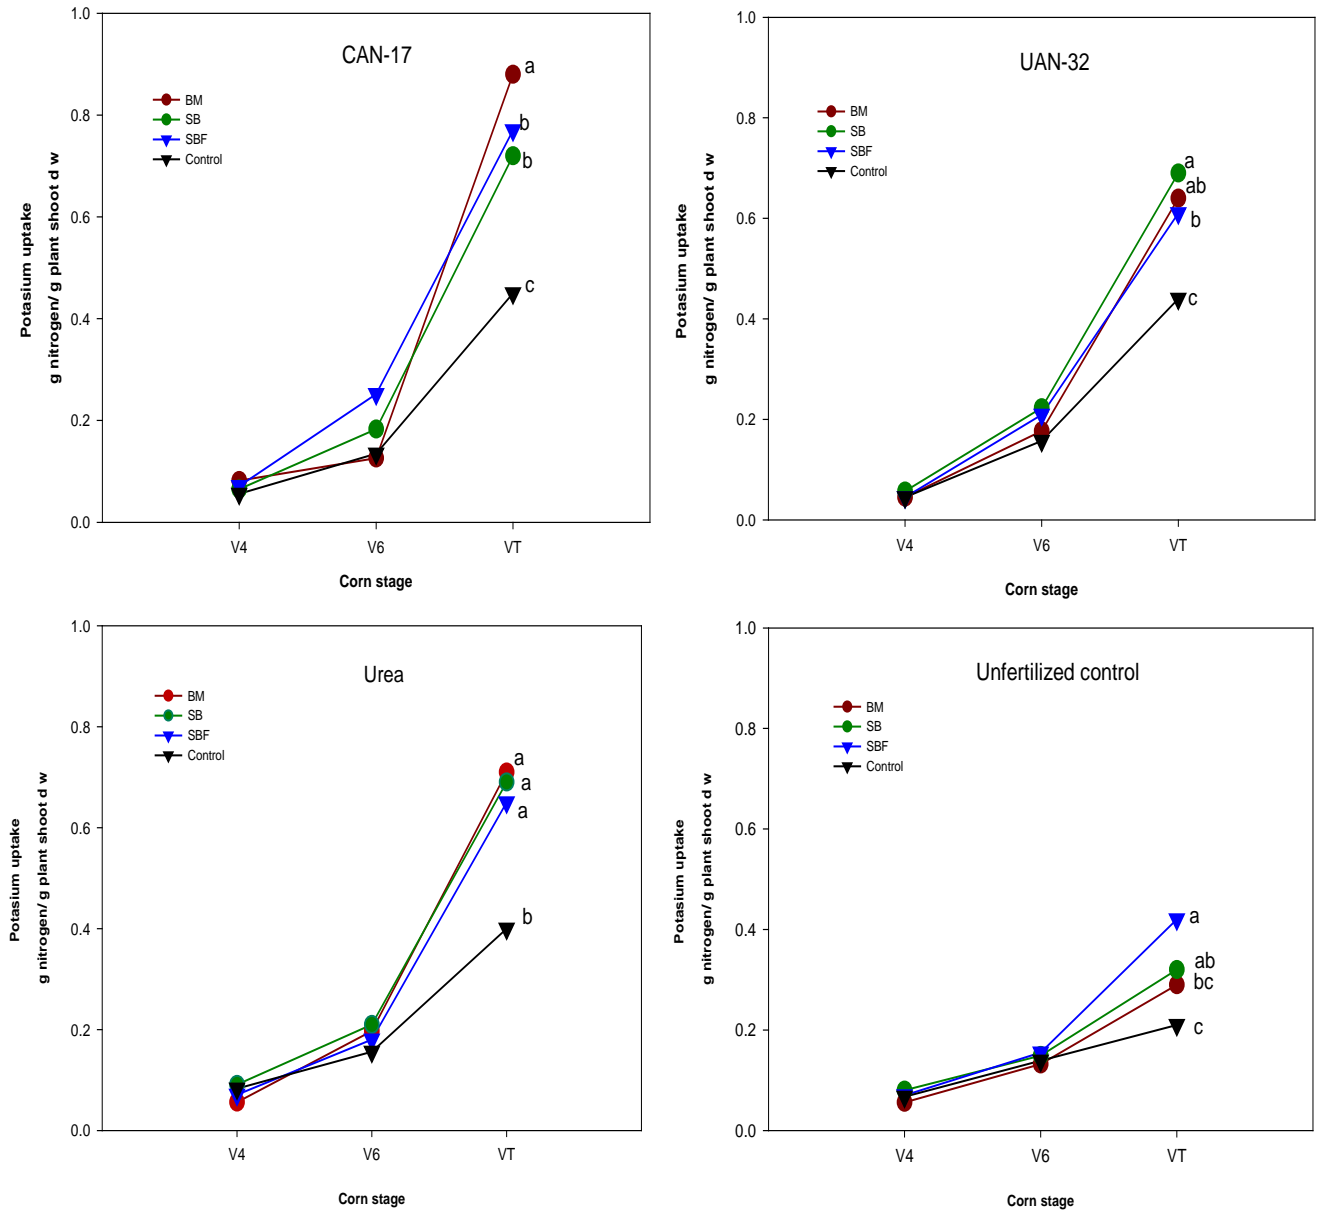 CAN-17
BM
SB
SBF
Control
1.0
0.8
0.6
0.4
0.2
0.0
Potasium uptake
g nitrogen/ g plant shoot d w
a
b
b
c
V4 V6 VT
Corn stage
UAN-32
BM
SB
SBF
Control
1.0
0.8
0.6
0.4
0.2
0.0
Potasium uptake
g nitrogen/ g plant shoot d w
a
ab
b
c
V4 V6 VT
Corn stage
Urea
BM
SB
SBF
Control
1.0
0.8
0.6
0.4
0.2
0.0
Potasium uptake
g nitrogen/ g plant shoot d w
a
a
a
b
V4 V6 VT
Corn stage
Unfertilized control
BM
SB
SBF
Control
1.0
0.8
0.6
0.4
0.2
0.0
Potasium uptake
g nitrogen/ g plant shoot d w
a
ab
bc
c
V4 V6 VT
Corn stage